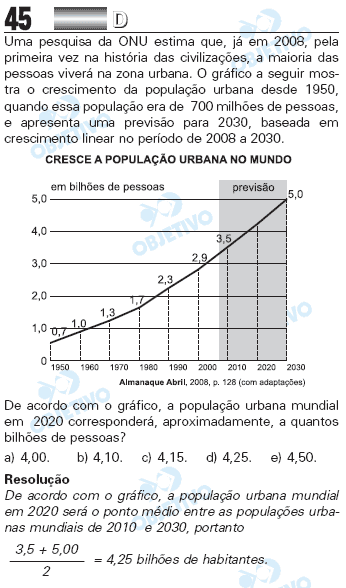 45 D
Uma pesquisa da ONU estima que, já em 2008, pela
primeira vez na história das civilizações, a maioria das
pessoas viverá na zona urbana. O gráfico a seguir mos-
tra o crescimento da população urbana desde 1950,
quando essa população era de 700 milhões de pessoas,
e apresenta uma previsão para 2030, baseada em
crescimento linear no período de 2008 a 2030.
CRESCE A POPULAÇÃO URBANA NO MUNDO
em bilhões de pessoas previsão
5,0 5,0
4,0
3,5
3,0 2,9
2,3
2,0 1,7
1,3
1,0 1,0
0,7
0
1950 1960 1970 1980 1990 2000 2010 2020 2030
Almanaque Abril, 2008, p. 128 (com adaptações)
De acordo com o gráfico, a população urbana mundial
em 2020 corresponderá, aproximadamente, a quantos
bilhões de pessoas?
a) 4,00. b) 4,10. c) 4,15. d) 4,25. e) 4,50.
Resolução
De acordo com o gráfico, a população urbana mundial
em 2020 será o ponto médio entre as populações urba-
nas mundiais de 2010 e 2030, portanto
3,5 + 5,00
2
= 4,25 bilhões de habitantes.
OBJETIVO